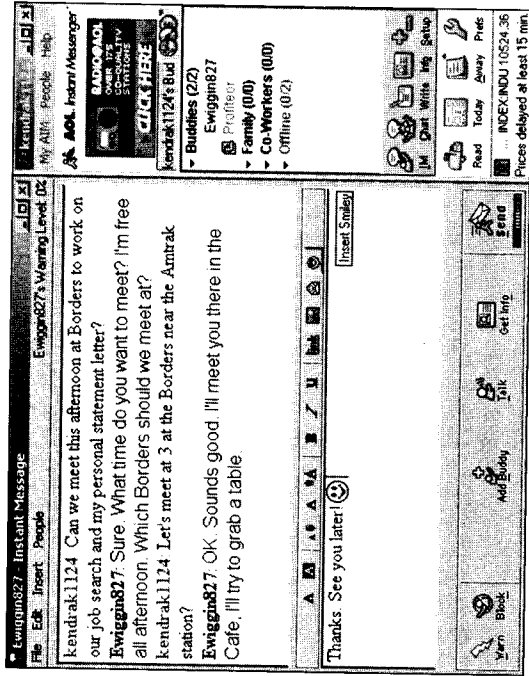 Ewiggin827 - Instant Message
File Edit Insert People
Ewiggin827's Warning Level: 0%
kendrak1124 Can we meet this afternoon at Borders to work on
our job search and my personal statement letter?
Ewiggin827: Sure. What time do you want to meet? I'm free
all afternoon. Which Borders should we meet at?
kendrak1124: Let's meet at 3 at the Borders near the Amtrak
station?
Ewiggin827: OK. Sounds good. I'll meet you there in the
Cafe, I'll try to grab a table.
A A A A A B I U link
Insert Smiley
Thanks. See you later!
Warn Block Add Buddy Talk Get Info Send
My AIM People Help
AOL Instant Messenger
RADIO@AOL
OVER 175
CD-QUALITY
STATIONS
CLICK HERE
kendrak1124's Bud
Buddies (2/2)
Ewiggin827
Profiteor
Family (0/0)
Co-Workers (0/0)
Offline (0/2)
IM Chat Write Info Setup
Read Today Away Prefs
INDEX:INDU 10524.36
Prices delayed at least 15 min